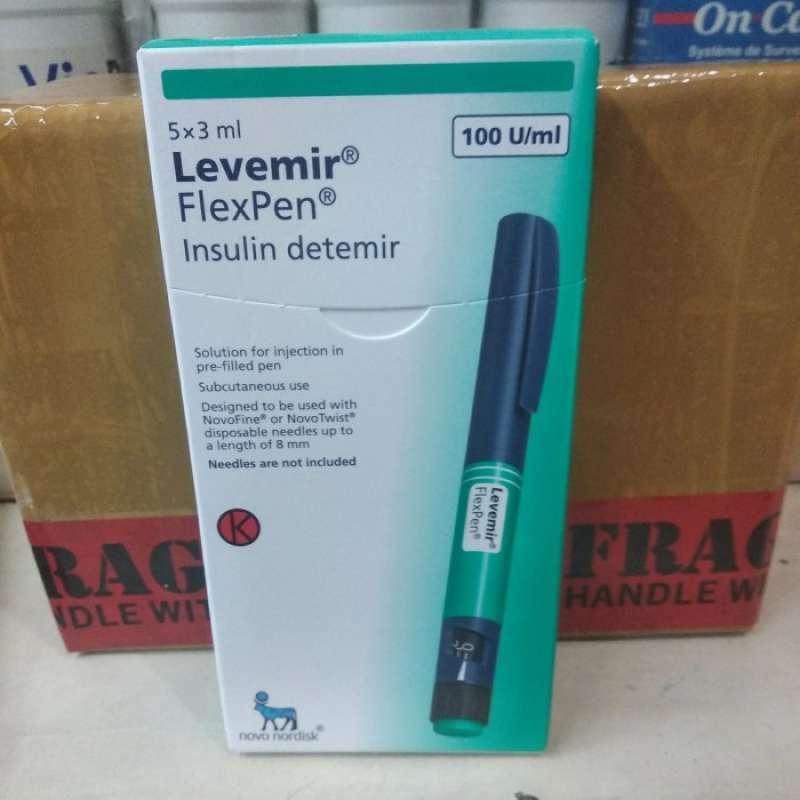 On
Système de
5×3 ml
100 U/ml
Levemir®
FlexPen®
Insulin detemir
Solution for injection in
pre-filled pen
Subcutaneous use
Designed to be used with
NovoFine® or NovoTwist®
disposable needles up to
a length of 8 mm
Needles are not included
K
Levemir®
FlexPen®
novo nordisk®
RAG
NDLE WIT
FRAG
HANDLE W